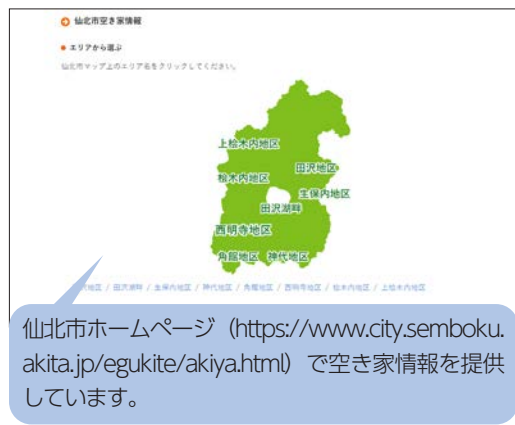 仙北市空き家情報
エリアから選ぶ
仙北市マップ上のエリア名をクリックしてください。
上桧木内地区
田沢地区
桧木内地区
生保内地区
田沢湖畔
西明寺地区
角館地区 神代地区
地区 / 田沢湖畔 / 生保内地区 / 神代地区 / 角館地区 / 西明寺地区 / 桧木内地区 / 上桧木内地区
仙北市ホームページ（https://www.city.semboku.
akita.jp/egukite/akiya.html）で空き家情報を提供
しています。